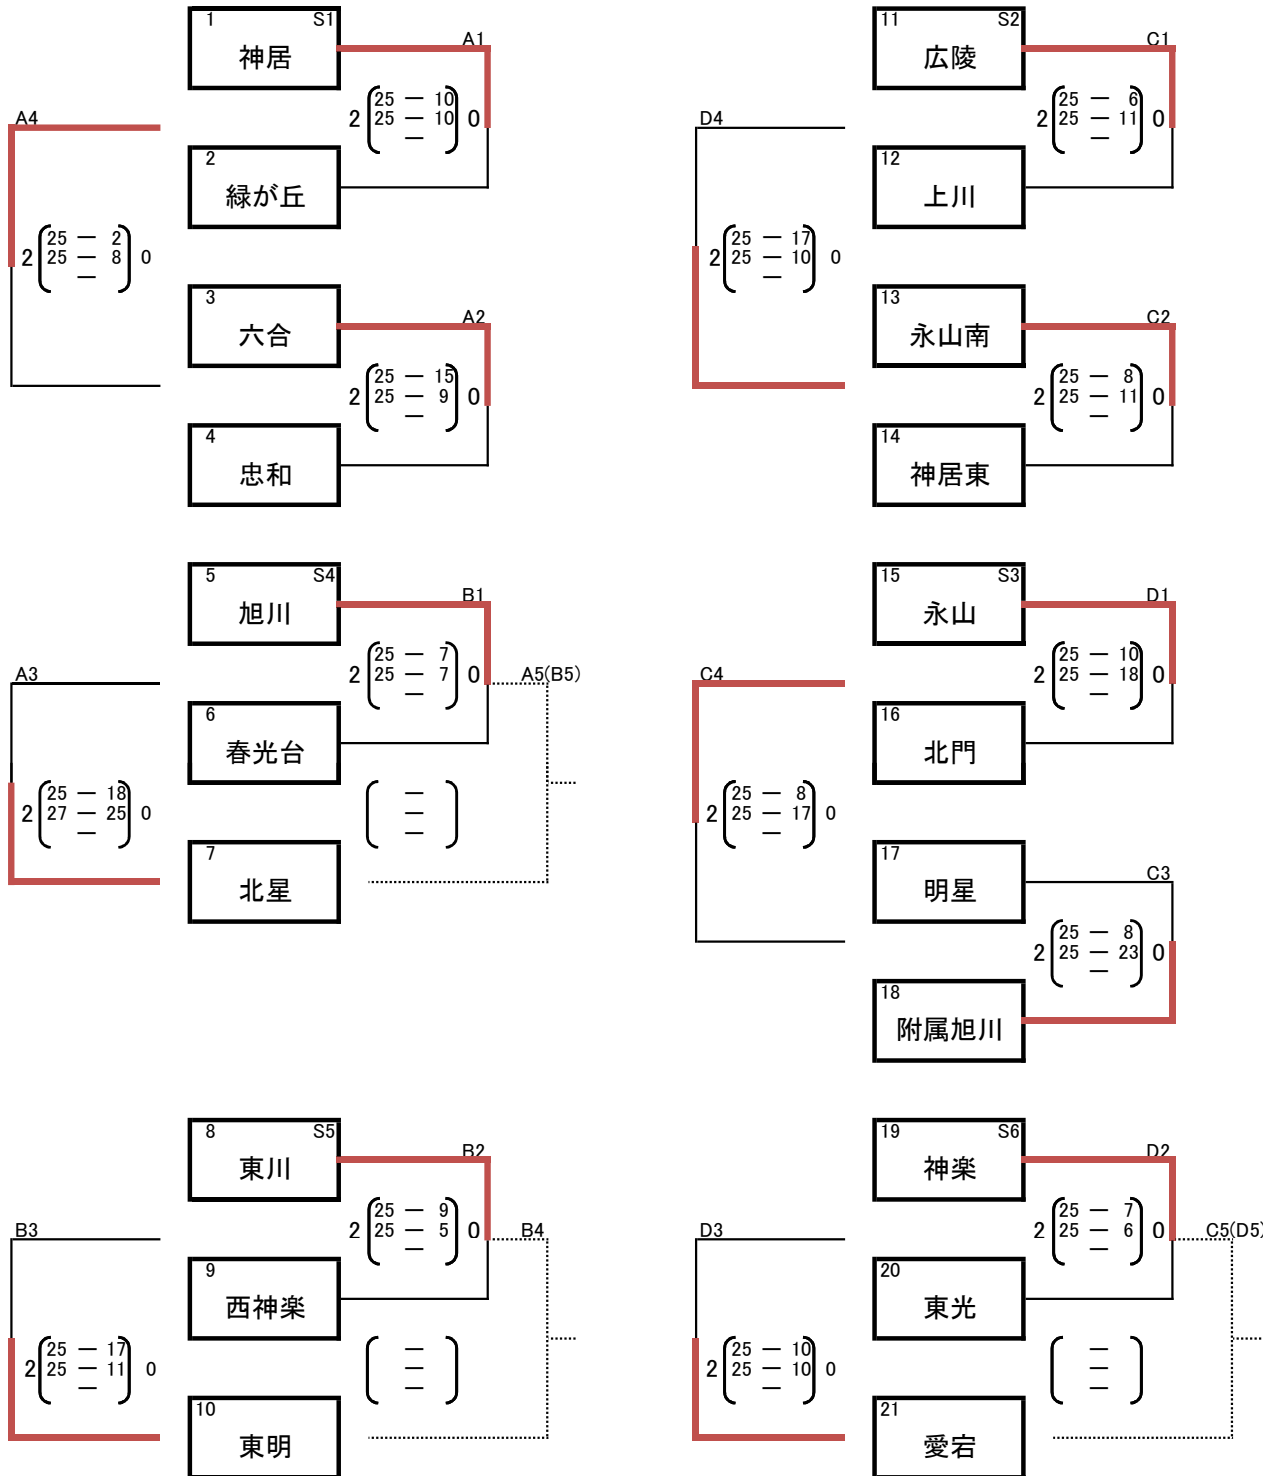 1 S1
神居
A1
25 — 10
2 25 — 10 0
—
A4
2
緑が丘
25 — 2
2 25 — 8 0
—
3
六合
A2
25 — 15
2 25 — 9 0
—
4
忠和
5 S4
旭川
B1
25 — 7
2 25 — 7 0
—
A3
A5(B5)
6
春光台
25 — 18
2 27 — 25 0
—
—
—
—
7
北星
8 S5
東川
B2
25 — 9
2 25 — 5 0
—
B3
B4
9
西神楽
25 — 17
2 25 — 11 0
—
—
—
—
10
東明
11 S2
広陵
C1
25 — 6
2 25 — 11 0
—
D4
12
上川
25 — 17
2 25 — 10 0
—
13
永山南
C2
25 — 8
2 25 — 11 0
—
14
神居東
15 S3
永山
D1
25 — 10
2 25 — 18 0
—
C4
16
北門
25 — 8
2 25 — 17 0
—
17
明星
C3
25 — 8
2 25 — 23 0
—
18
附属旭川
19 S6
神楽
D2
25 — 7
2 25 — 6 0
—
D3
C5(D5)
20
東光
25 — 10
2 25 — 10 0
—
—
—
—
21
愛宕